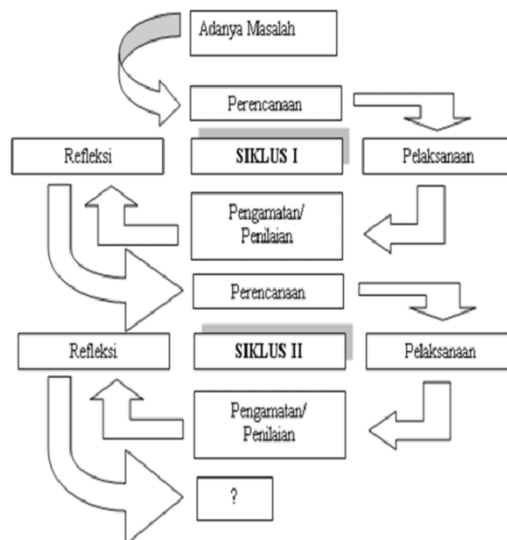 Adanya Masalah
Perencanaan
Refleksi
SIKLUS I
Pelaksanaan
Pengamatan/
Penilaian
Perencanaan
Refleksi
SIKLUS II
Pelaksanaan
Pengamatan/
Penilaian
?